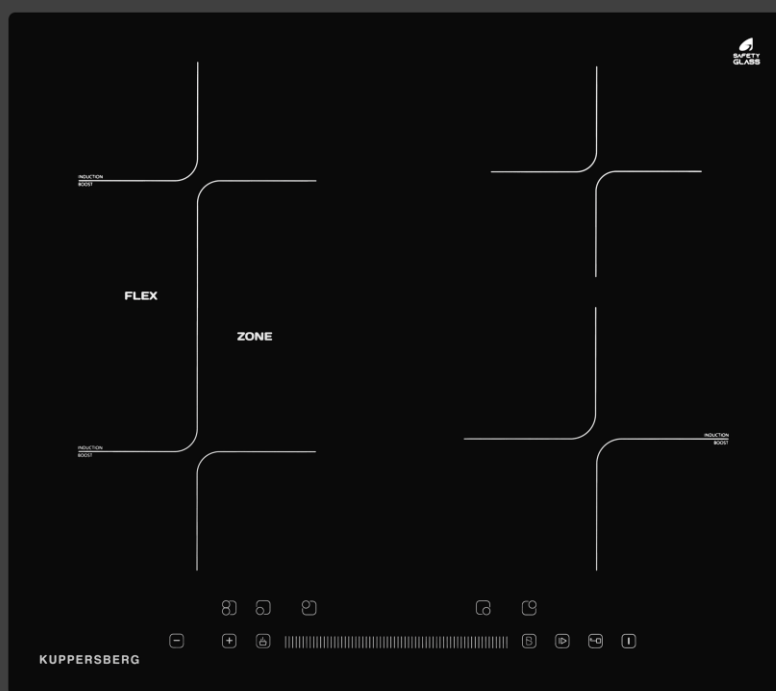 SAFETY
GLASS
INDUCTION
BOOST
FLEX
ZONE
INDUCTION
BOOST
INDUCTION
BOOST
KUPPERSBERG